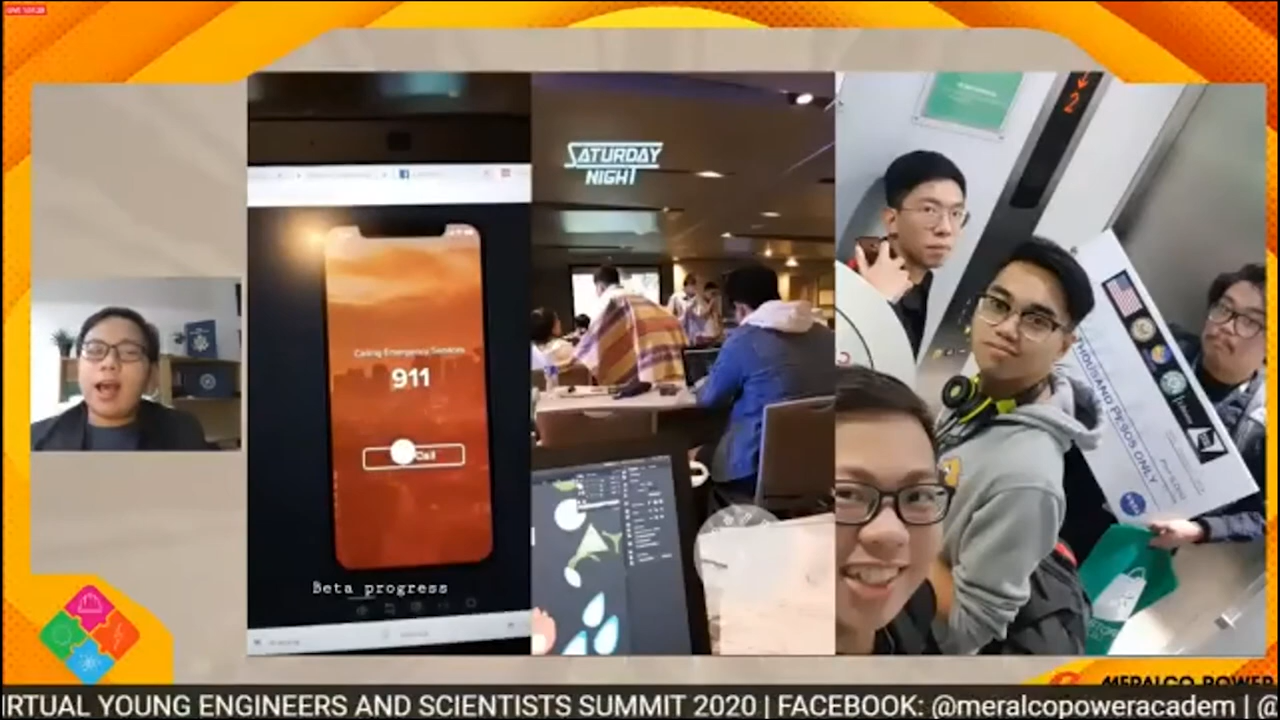 SATURDAY
NIGHT
2
Calling Emergency Services
911
Call
THOUSAND PESOS ONLY
Beta progress
MERALCO POWER
IRTUAL YOUNG ENGINEERS AND SCIENTISTS SUMMIT 2020 | FACEBOOK: @meralcopoweracadem | @